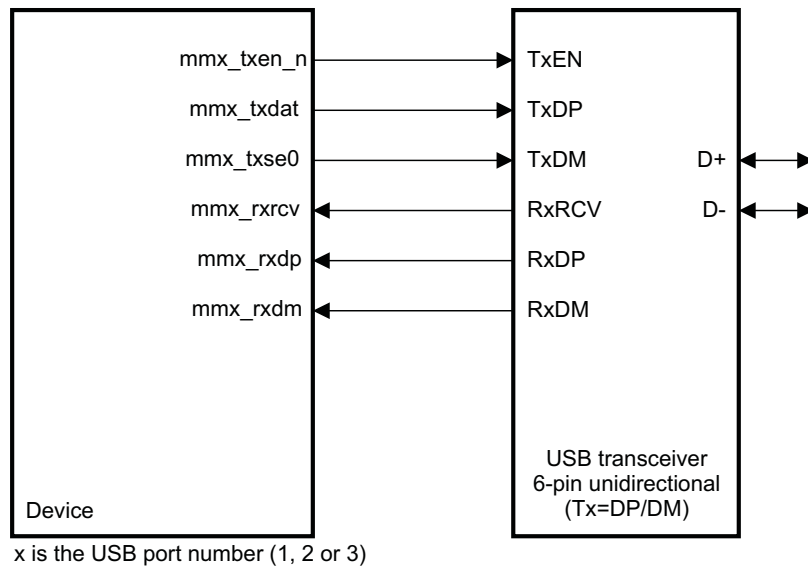 mmx_txen_n TxEN
mmx_txdat TxDP
mmx_txse0 TxDM D+
mmx_rxrcv RxRCV D-
mmx_rxdp RxDP
mmx_rxdm RxDM
USB transceiver
6-pin unidirectional
(Tx=DP/DM)
Device
x is the USB port number (1, 2 or 3)